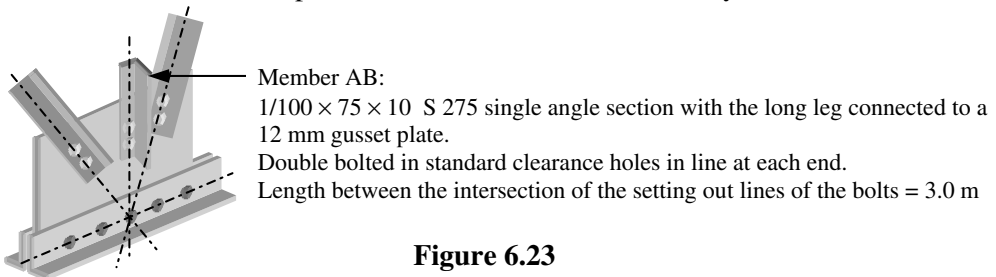 Member AB:
1/100 × 75 × 10 S 275 single angle section with the long leg connected to a
12 mm gusset plate.
Double bolted in standard clearance holes in line at each end.
Length between the intersection of the setting out lines of the bolts = 3.0 m
Figure 6.23